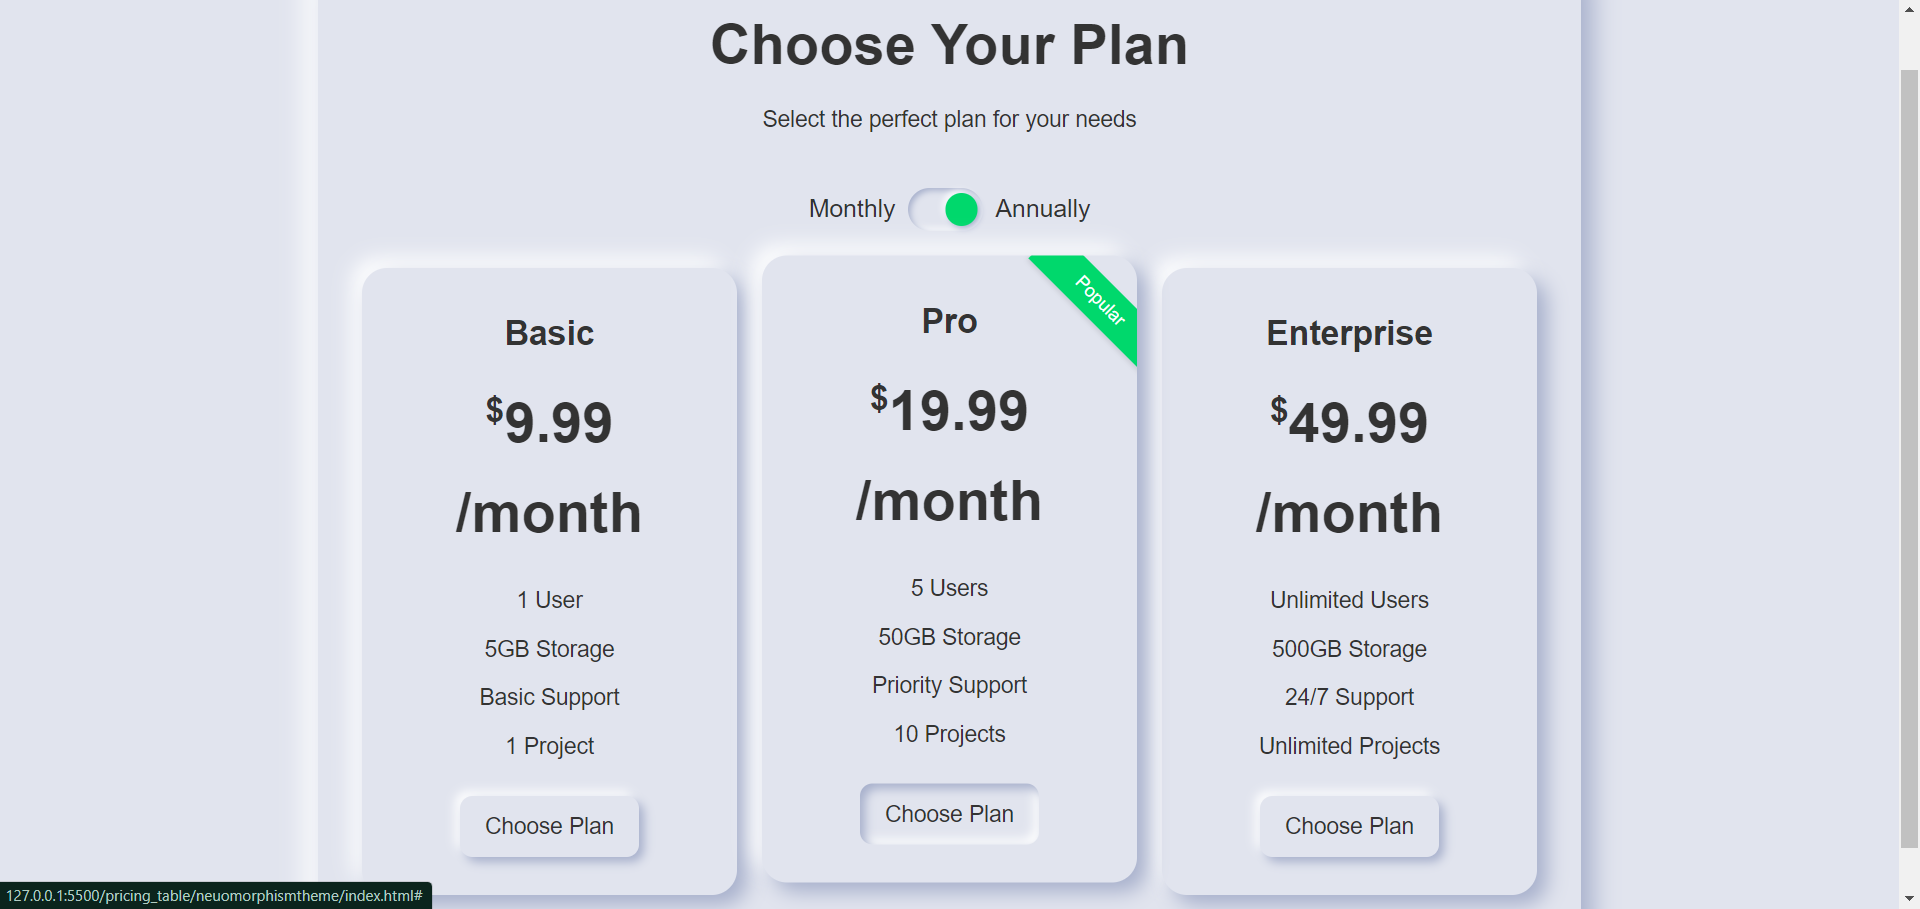 Choose Your Plan
Select the perfect plan for your needs
Monthly Annually
Basic
$9.99
/month
1 User
5GB Storage
Basic Support
1 Project
Choose Plan
Popular
Pro
$19.99
/month
5 Users
50GB Storage
Priority Support
10 Projects
Choose Plan
Enterprise
$49.99
/month
Unlimited Users
500GB Storage
24/7 Support
Unlimited Projects
Choose Plan
127.0.0.1:5500/pricing_table/neuomorphismtheme/index.html#